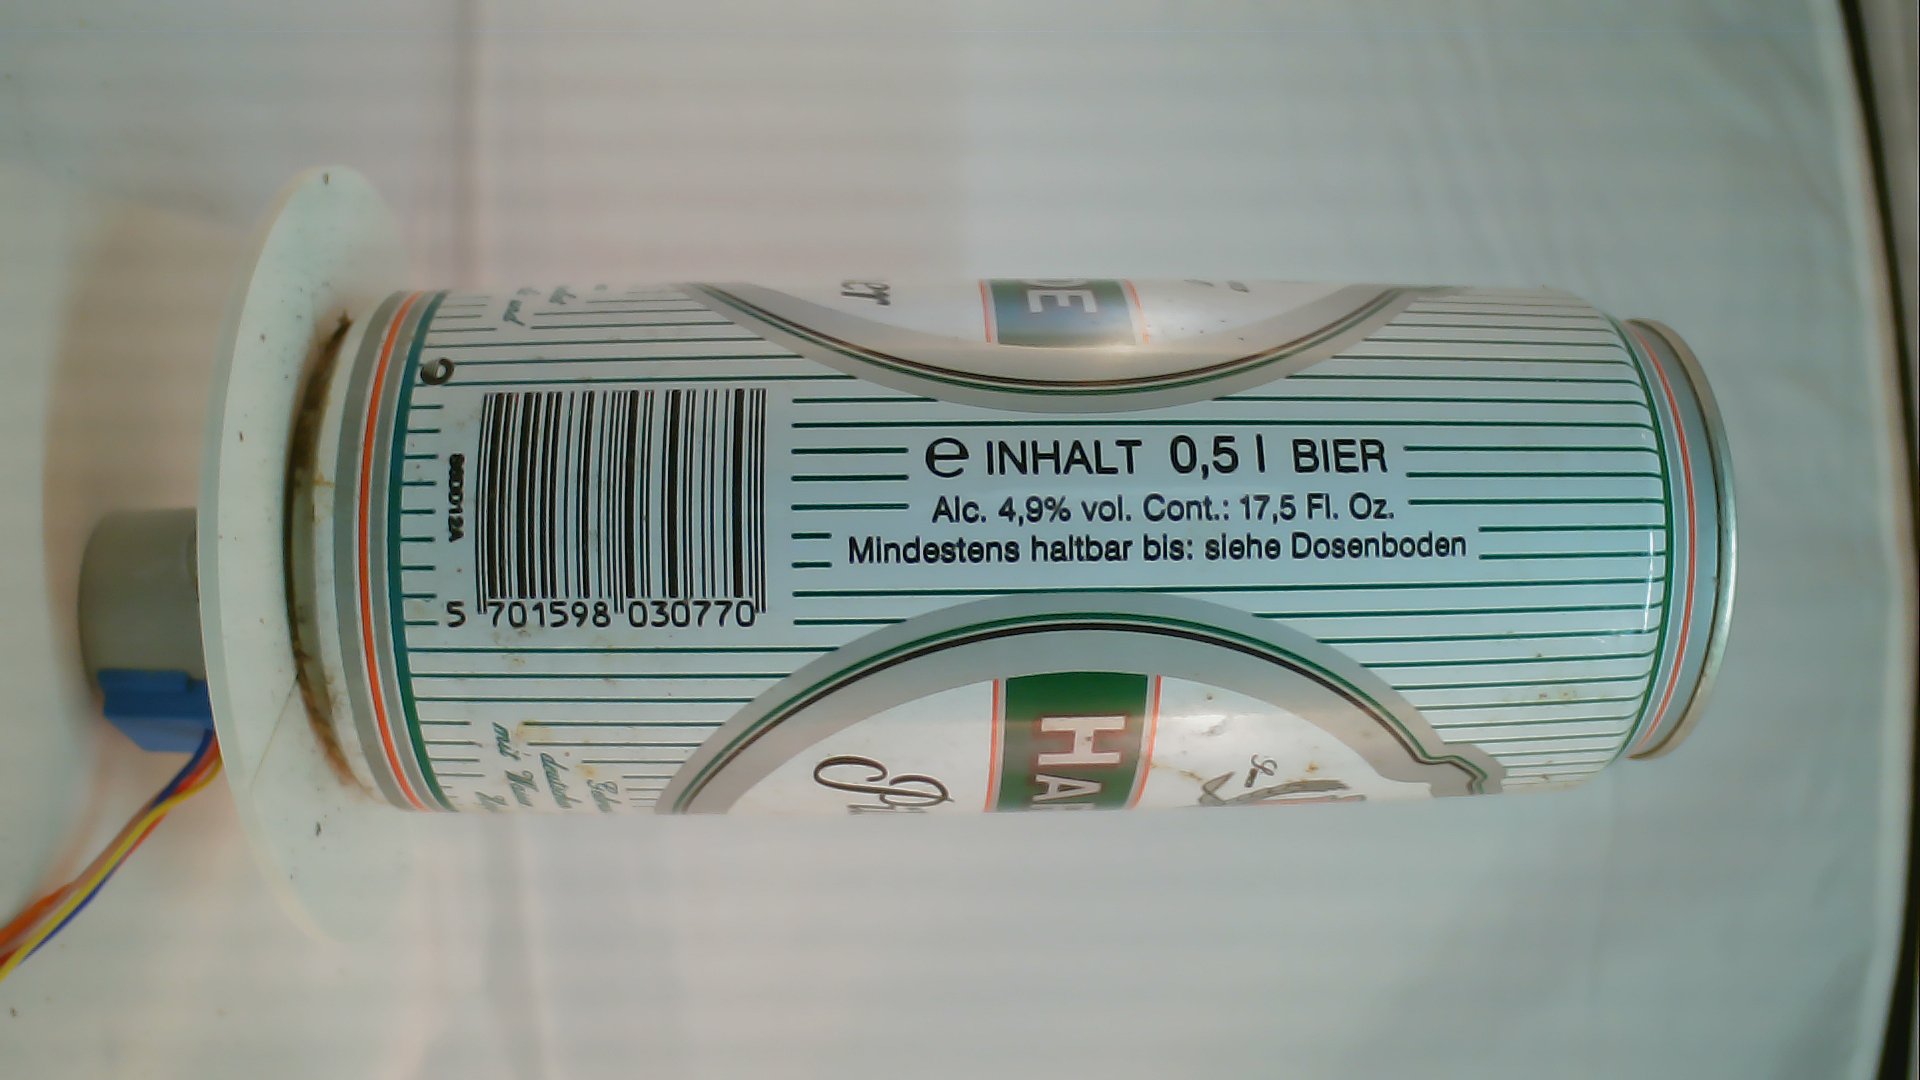 e INHALT 0,5 l BIER
Alc. 4,9% vol. Cont.: 17,5 Fl. Oz.
Mindestens haltbar bis: siehe Dosenboden
5 701598 030770
DE
HA
mit